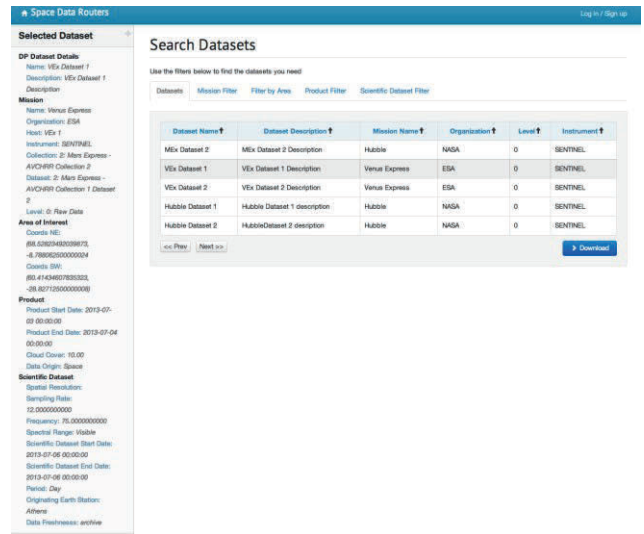 Space Data Routers
Log in / Sign up
Selected Dataset
DP Dataset Details
Name: VEx Dataset 1
Description: VEx Dataset 1
Description
Mission
Name: Venus Express
Organization: ESA
Host: VEx 1
Instrument: SENTINEL
Collection: 2: Mars Express -
AVCHRR Collection 2
Dataset: 2: Mars Express -
AVCHRR Collection 1 Dataset
2
Level: 0: Raw Data
Area of Interest
Coords NE:
Coords SW:
Product
Product Start Date: 2013-07-
03 00:00:00
Product End Date: 2013-07-04
00:00:00
Cloud Cover: 10.00
Data Origin: Space
Scientific Dataset
Spatial Resolution:
Sampling Rate:
12.0000000000
Frequency: 75.0000000000
Spectral Range: Visible
Scientific Dataset Start Date:
2013-07-06 00:00:00
Scientific Dataset End Date:
2013-07-06 00:00:00
Period: Day
Originating Earth Station:
Athens
Data Freshness: archive
Search Datasets
Use the filters below to find the datasets you need
Datasets Mission Filter Filter by Area Product Filter Scientific Dataset Filter
Dataset Name Dataset Description Mission Name Organization Level Instrument
MEx Dataset 2 MEx Dataset 2 Description Hubble NASA 0 SENTINEL
VEx Dataset 1 VEx Dataset 1 Description Venus Express ESA 0 SENTINEL
VEx Dataset 2 VEx Dataset 2 Description Venus Express ESA 0 SENTINEL
Hubble Dataset 1 Hubble Dataset 1 description Hubble NASA 0 SENTINEL
Hubble Dataset 2 HubbleDataset 2 desription Hubble NASA 0 SENTINEL
<< Prev Next >>
Download